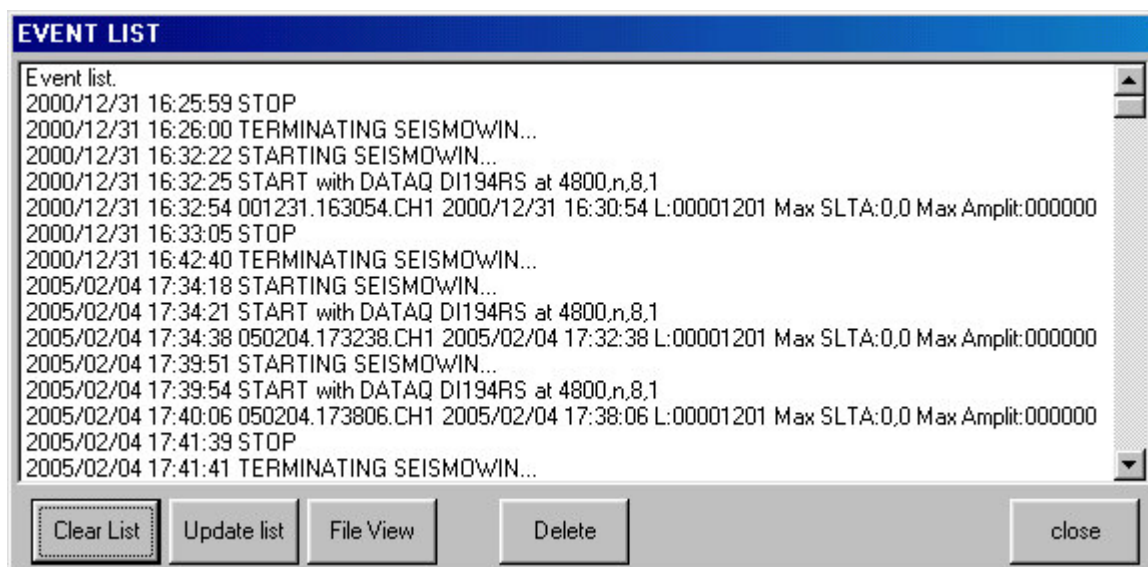 EVENT LIST
Event list.
2000/12/31 16:25:59 STOP
2000/12/31 16:26:00 TERMINATING SEISMOWIN...
2000/12/31 16:32:22 STARTING SEISMOWIN...
2000/12/31 16:32:25 START with DATAQ DI194RS at 4800,n,8,1
2000/12/31 16:32:54 001231.163054.CH1 2000/12/31 16:30:54 L:00001201 Max SLTA:0,0 Max Amplit:000000
2000/12/31 16:33:05 STOP
2000/12/31 16:42:40 TERMINATING SEISMOWIN...
2005/02/04 17:34:18 STARTING SEISMOWIN...
2005/02/04 17:34:21 START with DATAQ DI194RS at 4800,n,8,1
2005/02/04 17:34:38 050204.173238.CH1 2005/02/04 17:32:38 L:00001201 Max SLTA:0,0 Max Amplit:000000
2005/02/04 17:39:51 STARTING SEISMOWIN...
2005/02/04 17:39:54 START with DATAQ DI194RS at 4800,n,8,1
2005/02/04 17:40:06 050204.173806.CH1 2005/02/04 17:38:06 L:00001201 Max SLTA:0,0 Max Amplit:000000
2005/02/04 17:41:39 STOP
2005/02/04 17:41:41 TERMINATING SEISMOWIN...
Clear List Update list File View Delete close